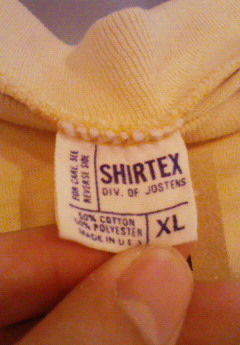 FOR CARE SEE
REVERSE SIDE
SHIRTEX
DIV. OF JOSTENS
50% COTTON
50% POLYESTER
MADE IN U.S.A.
XL